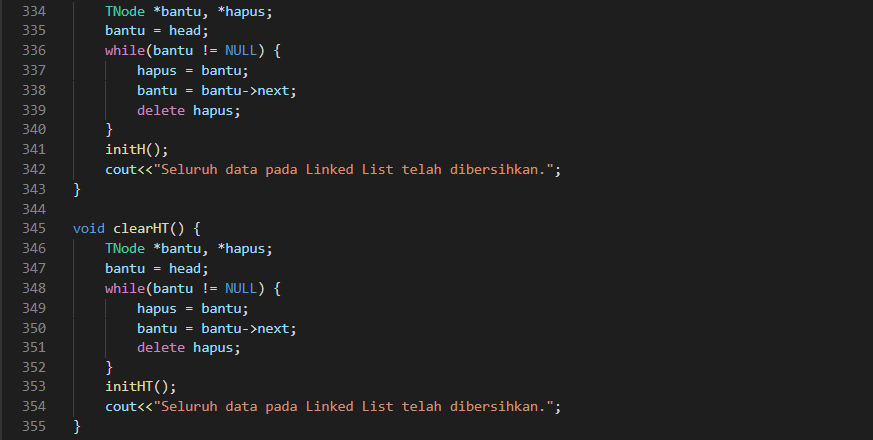 334 TNode *bantu, *hapus;
335 bantu = head;
336 while(bantu != NULL) {
337 hapus = bantu;
338 bantu = bantu->next;
339 delete hapus;
340 }
341 initH();
342 cout<<"Seluruh data pada Linked List telah dibersihkan.";
343 }
344
345 void clearHT() {
346 TNode *bantu, *hapus;
347 bantu = head;
348 while(bantu != NULL) {
349 hapus = bantu;
350 bantu = bantu->next;
351 delete hapus;
352 }
353 initHT();
354 cout<<"Seluruh data pada Linked List telah dibersihkan.";
355 }